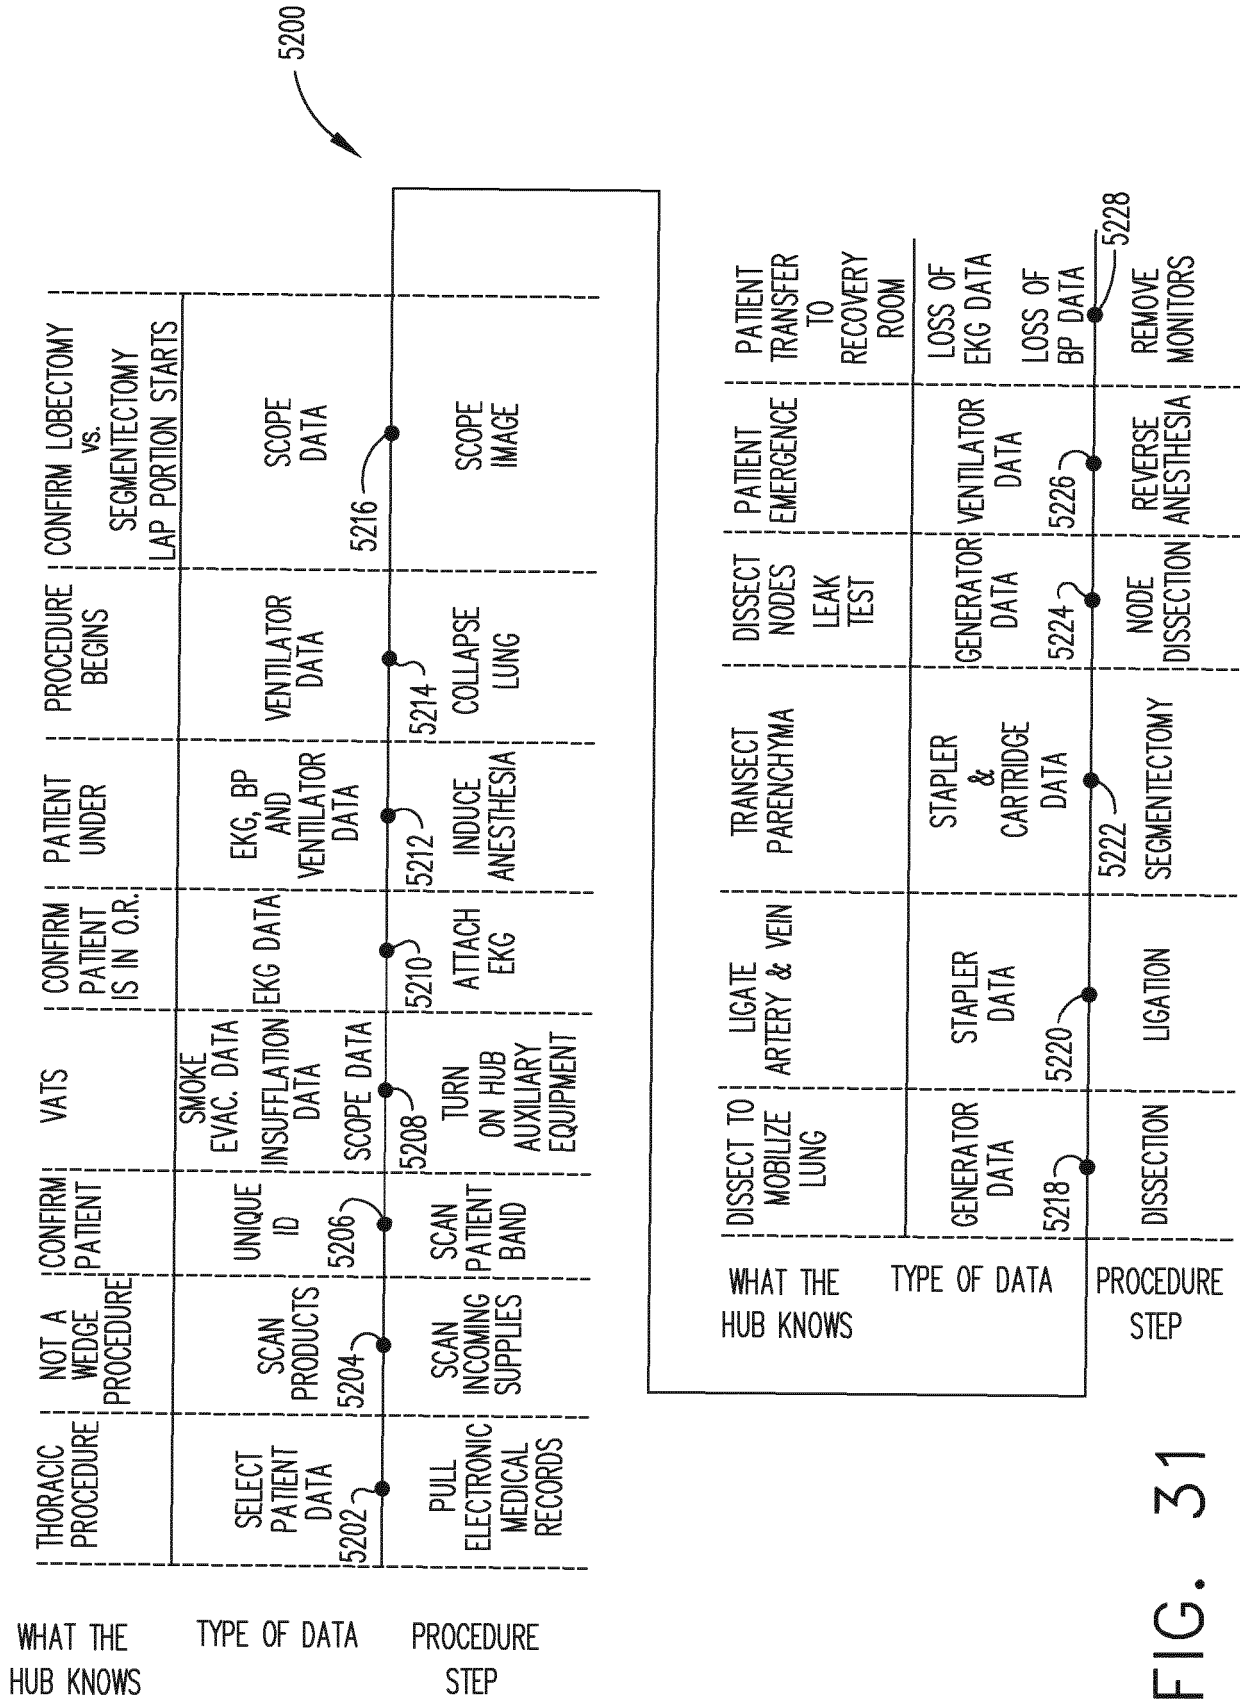 5200
WHAT THE
HUB KNOWS
THORACIC
PROCEDURE
NOT A
WEDGE
PROCEDURE
CONFIRM
PATIENT
VATS
CONFIRM
PATIENT
IS IN O.R.
PATIENT
UNDER
PROCEDURE
BEGINS
CONFIRM LOBECTOMY
vs.
SEGMENTECTOMY
LAP PORTION STARTS
TYPE OF DATA
SELECT
PATIENT
DATA
SCAN
PRODUCTS
UNIQUE
ID
SMOKE
EVAC. DATA
INSUFFLATION
DATA
SCOPE DATA
EKG DATA
EKG, BP
AND
VENTILATOR
DATA
VENTILATOR
DATA
SCOPE
DATA
5202
5204
5206
5208
5210
5212
5214
5216
PROCEDURE
STEP
PULL
ELECTRONIC
MEDICAL
RECORDS
SCAN
INCOMING
SUPPLIES
SCAN
PATIENT
BAND
TURN
ON HUB
AUXILIARY
EQUIPMENT
ATTACH
EKG
INDUCE
ANESTHESIA
COLLAPSE
LUNG
SCOPE
IMAGE
WHAT THE
HUB KNOWS
DISSECT TO
MOBILIZE
LUNG
LIGATE
ARTERY & VEIN
TRANSECT
PARENCHYMA
DISSECT
NODES
LEAK
TEST
PATIENT
EMERGENCE
PATIENT
TRANSFER
TO
RECOVERY
ROOM
TYPE OF DATA
GENERATOR
DATA
STAPLER
DATA
STAPLER
&
CARTRIDGE
DATA
GENERATOR
DATA
VENTILATOR
DATA
LOSS OF
EKG DATA
LOSS OF
BP DATA
5218
5220
5222
5224
5226
5228
PROCEDURE
STEP
DISSECTION
LIGATION
SEGMENTECTOMY
NODE
DISSECTION
REVERSE
ANESTHESIA
REMOVE
MONITORS
FIG. 31